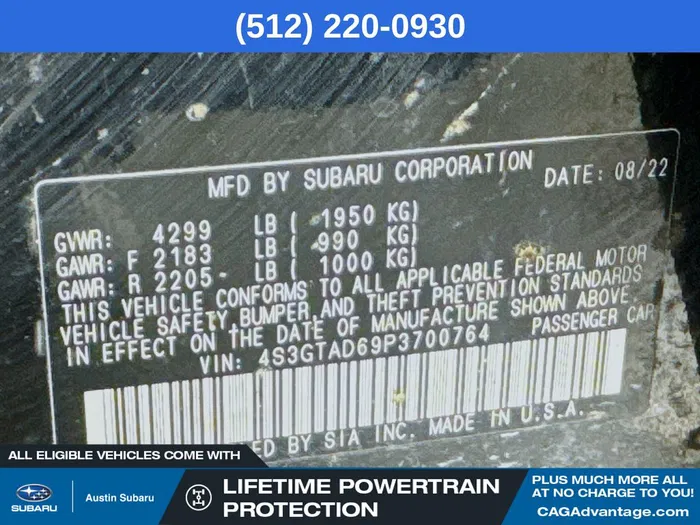 (512) 220-0930
MFD BY SUBARU CORPORATION DATE: 08/22
GVWR: 4299 LB ( 1950 KG)
GAWR: F 2183 LB ( 990 KG)
GAWR: R 2205 LB ( 1000 KG)
THIS VEHICLE CONFORMS TO ALL APPLICABLE FEDERAL MOTOR
VEHICLE SAFETY, BUMPER, AND THEFT PREVENTION STANDARDS
IN EFFECT ON THE DATE OF MANUFACTURE SHOWN ABOVE.
VIN: 4S3GTAD69P3700764 PASSENGER CAR
BY SIA INC. MADE IN U.S.A.
ALL ELIGIBLE VEHICLES COME WITH
SUBARU
Austin Subaru
LIFETIME POWERTRAIN
PROTECTION
PLUS MUCH MORE ALL
AT NO CHARGE TO YOU!
CAGAdvantage.com